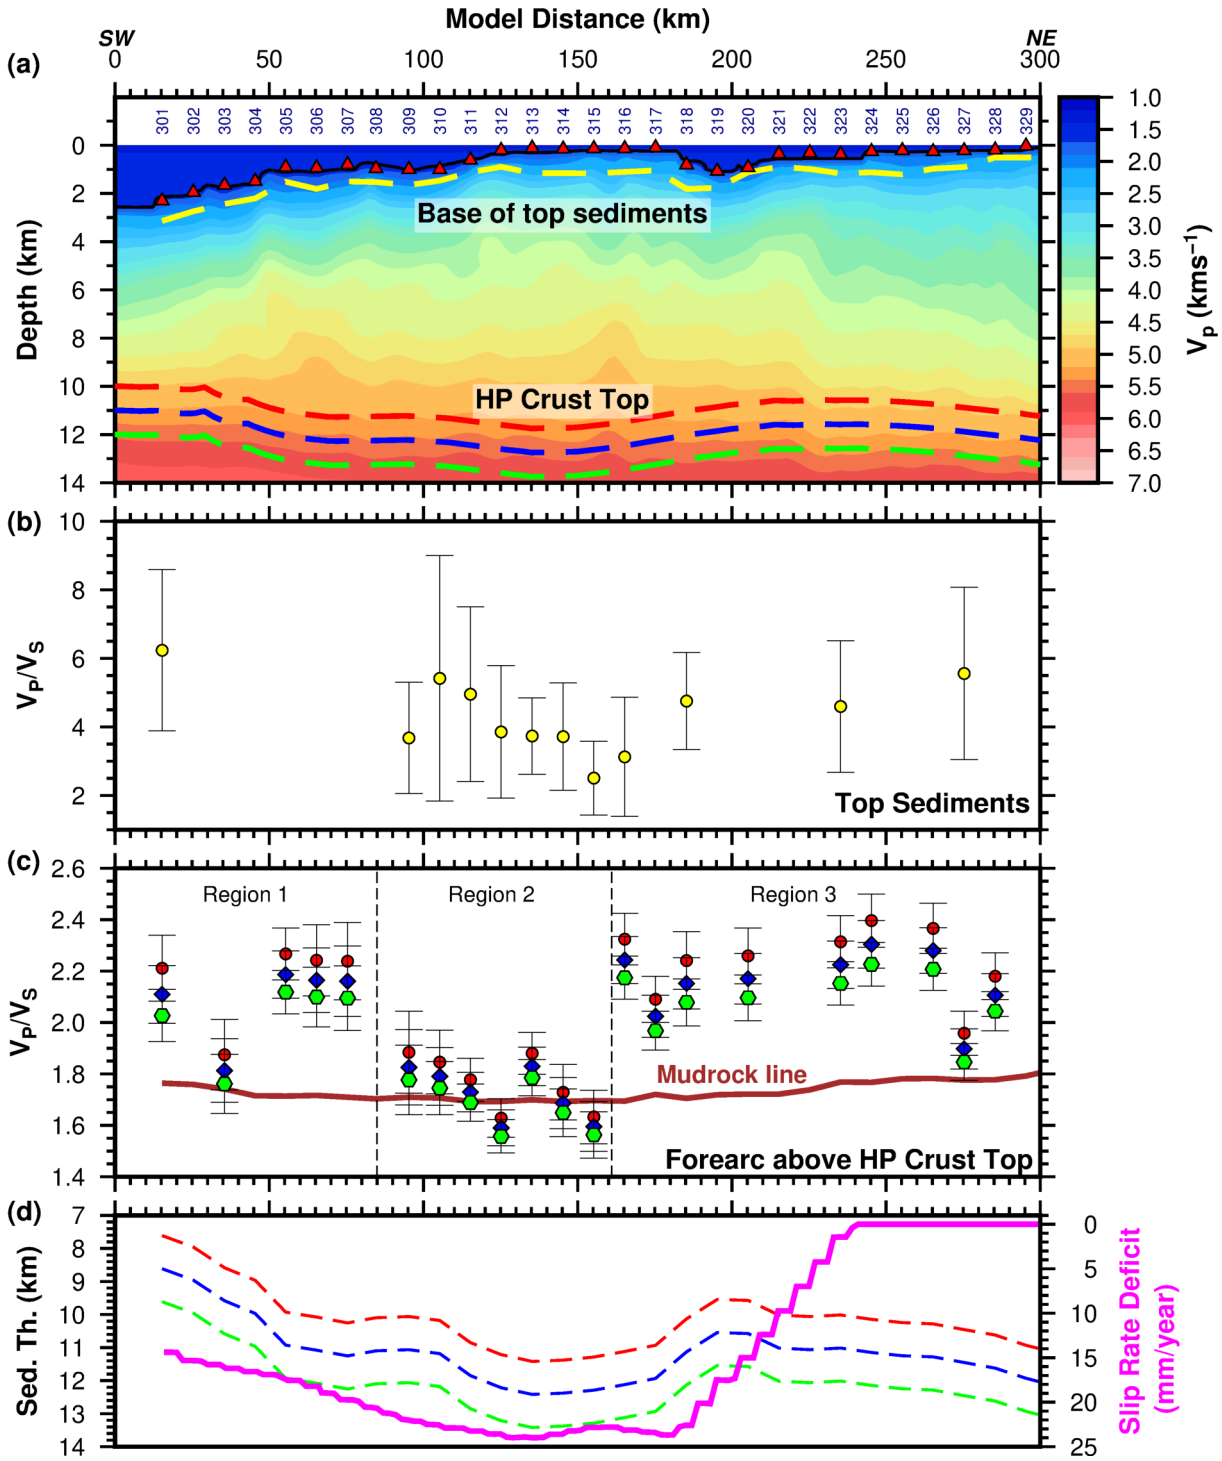 Model Distance (km)
SW NE
0 50 100 150 200 250 300
(a)
301 302 303 304 305 306 307 308 309 310 311 312 313 314 315 316 317 318 319 320 321 322 323 324 325 326 327 328 329
Depth (km)
0
2
4
6
8
10
12
14
Base of top sediments
HP Crust Top
1.0
1.5
2.0
2.5
3.0
3.5
4.0
4.5
5.0
5.5
6.0
6.5
7.0
Vp (kms−1)
(b)
VP/VS
10
8
6
4
2
Top Sediments
(c)
VP/VS
2.6
2.4
2.2
2.0
1.8
1.6
1.4
Region 1 Region 2 Region 3
Mudrock line
Forearc above HP Crust Top
(d)
Sed. Th. (km)
7
8
9
10
11
12
13
14
0
5
10
15
20
25
Slip Rate Deficit
(mm/year)